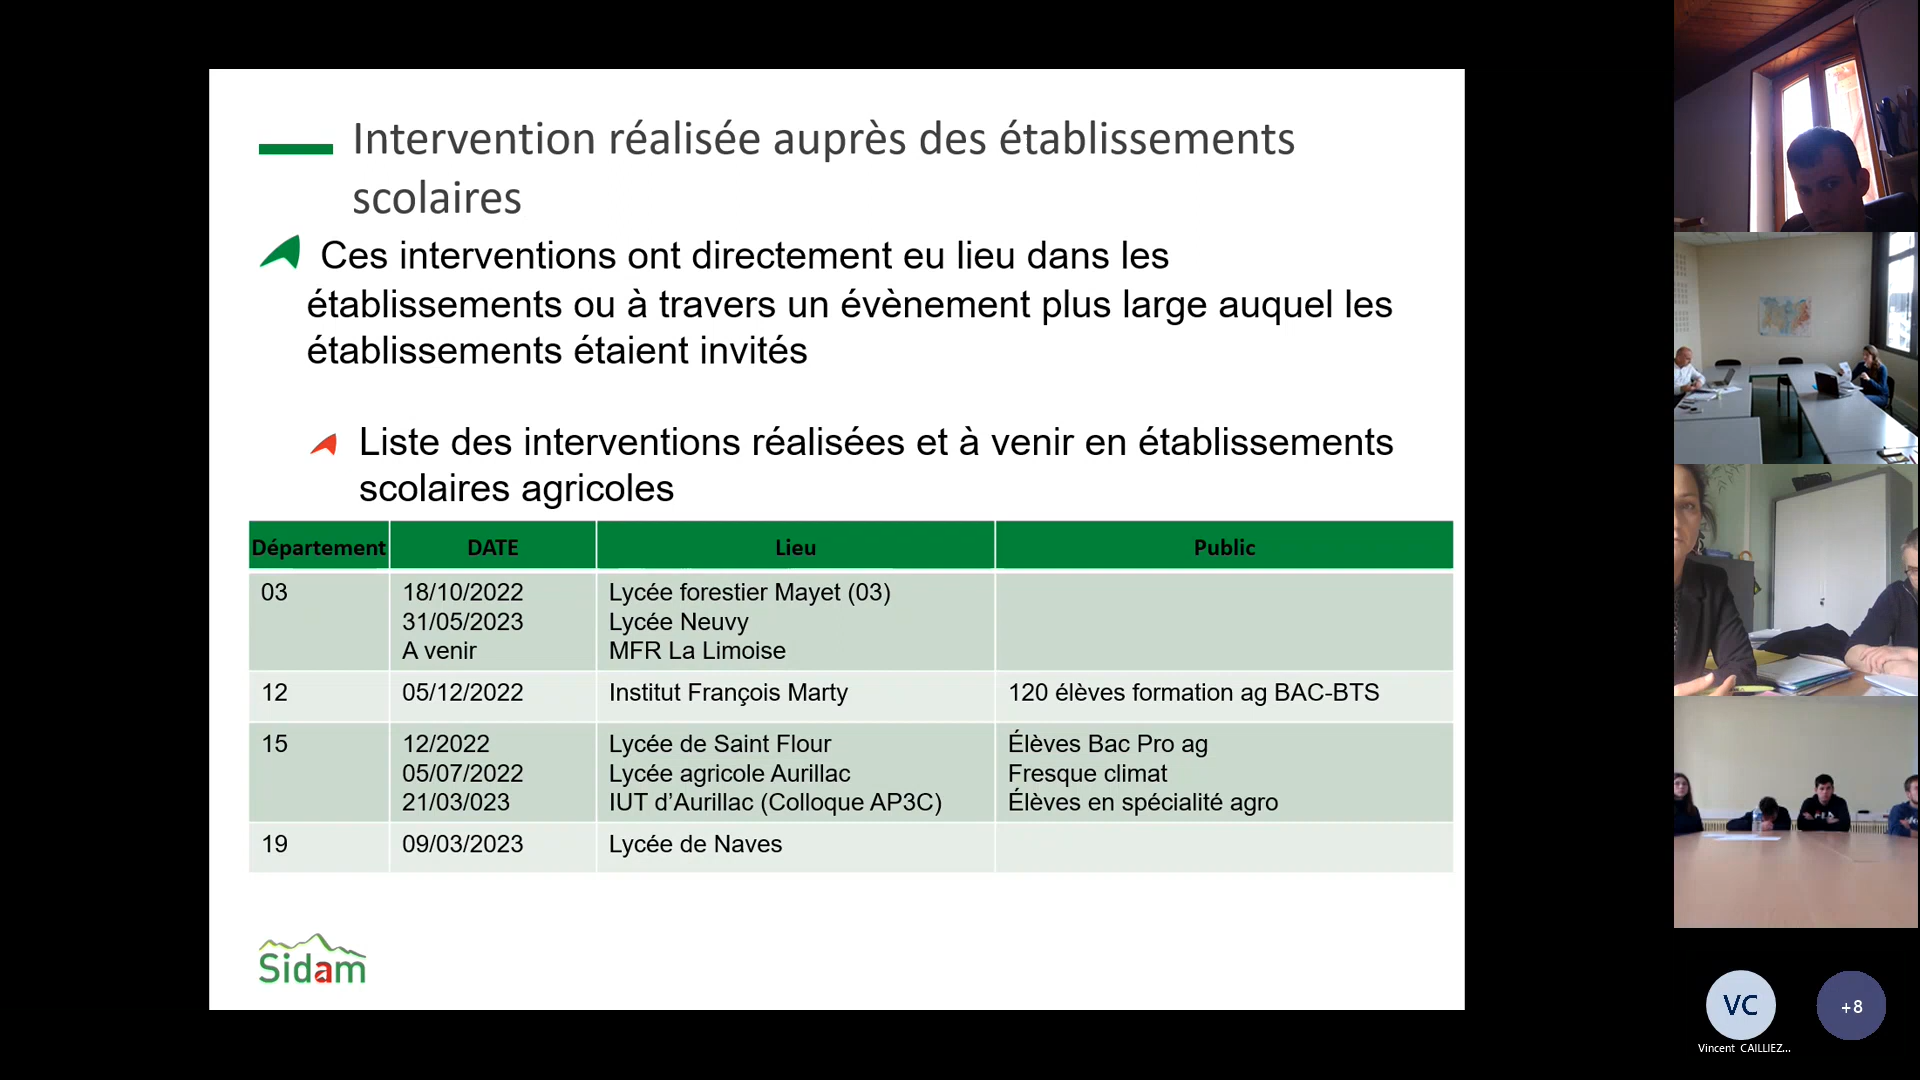 Intervention réalisée auprès des établissements
scolaires
Ces interventions ont directement eu lieu dans les
établissements ou à travers un évènement plus large auquel les
établissements étaient invités
Liste des interventions réalisées et à venir en établissements
scolaires agricoles
Département DATE Lieu Public
03 18/10/2022 Lycée forestier Mayet (03)
31/05/2023 Lycée Neuvy
A venir MFR La Limoise
12 05/12/2022 Institut François Marty 120 élèves formation ag BAC-BTS
15 12/2022 Lycée de Saint Flour Élèves Bac Pro ag
05/07/2022 Lycée agricole Aurillac Fresque climat
21/03/023 IUT d’Aurillac (Colloque AP3C) Élèves en spécialité agro
19 09/03/2023 Lycée de Naves
Sidam
VC
+8
Vincent CAILLIEZ...